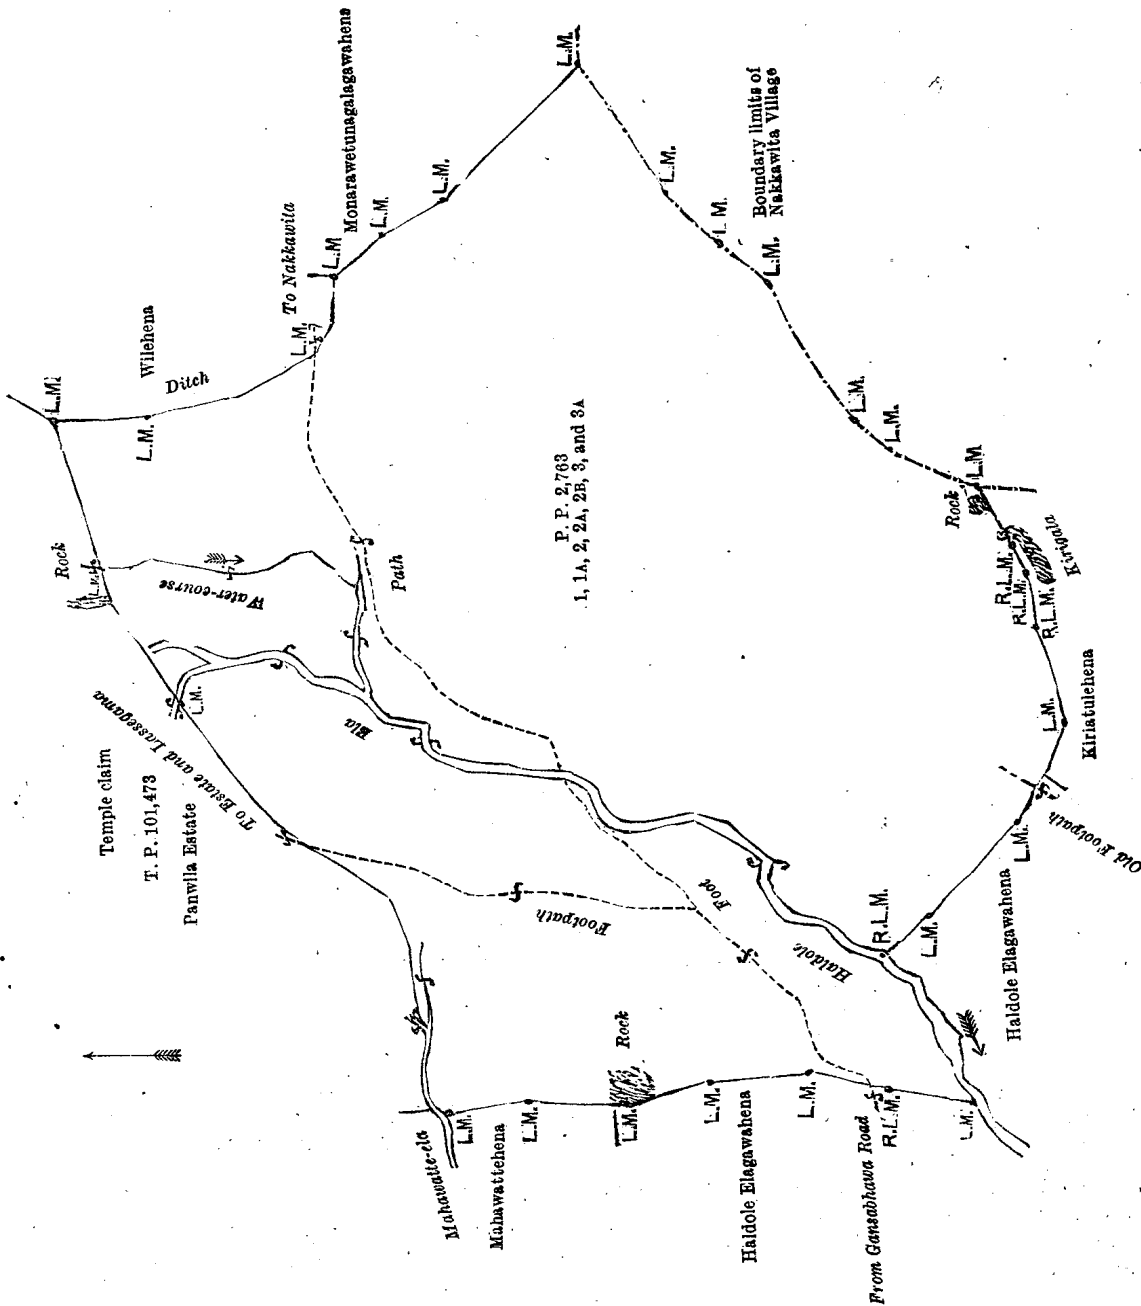 Temple claim
T. P. 101,473
Panwila Estate
To Estate and Lassegama
Rock
L.M.
L.M.
L.M.
L.M.
Wilehena
Ditch
L.M.
To Nakkawita
L.M
Monarawetunagalagawahena
L.M.
L.M.
L.M.
L.M.
L.M.
L.M.
Boundary limits of
Nakkawita Village
L.M.
L.M.
L.M
Rock
Kirigala
R.L.M.
R.L.M.
R.L.M.
L.M.
Kiriatulehena
Old Footpath
L.M.
Haldole Elagawahena
L.M.
R.L.M.
L.M.
R.L.M.
From Gansabhawa Road
L.M.
Haldole Elagawahena
L.M.
L.M.
Rock
L.M.
Mahawattehena
L.M.
Mahawatte-ela
Water-course
Path
Ela
Foot
Footpath
Haldole
P. P. 2,763
1, 1A, 2, 2A, 2B, 3, and 3A